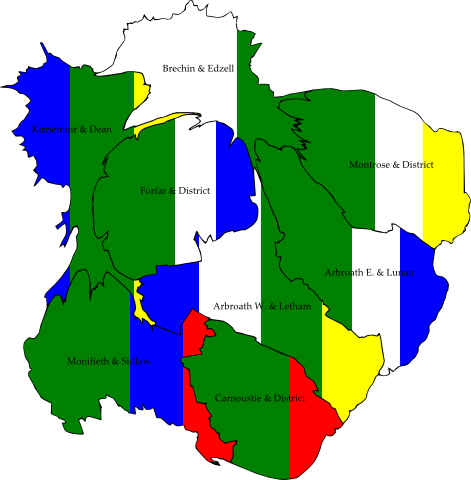 Brechin & Edzell
Kirriemuir & Dean
Montrose & District
Forfar & District
Arbroath E. & Lunan
Arbroath W. & Letham
Monifieth & Sidlaw
Carnoustie & District